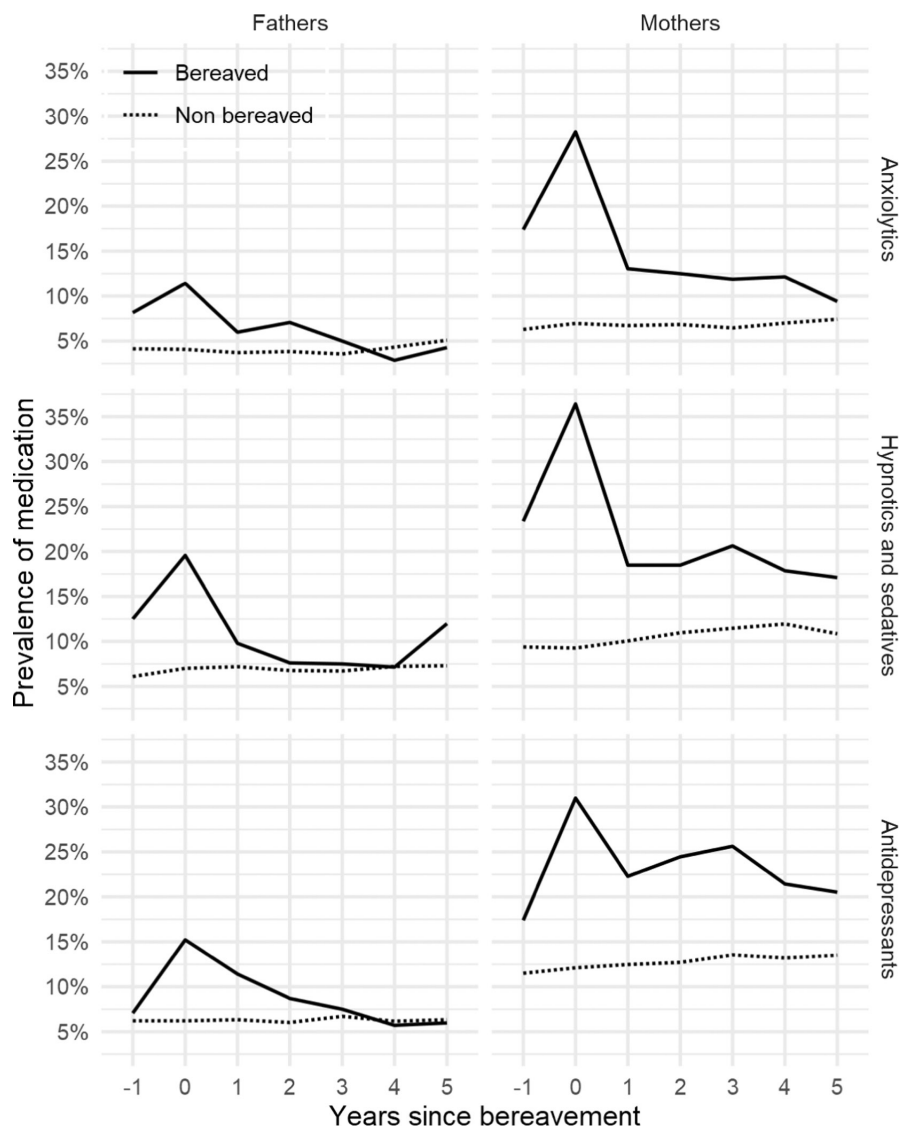 Fathers
Mothers
Bereaved
Non bereaved
35%
30%
25%
20%
15%
10%
5%
Anxiolytics
35%
30%
25%
20%
15%
10%
5%
Hypnotics and sedatives
35%
30%
25%
20%
15%
10%
5%
Antidepressants
Prevalence of medication
-1 0 1 2 3 4 5
-1 0 1 2 3 4 5
Years since bereavement